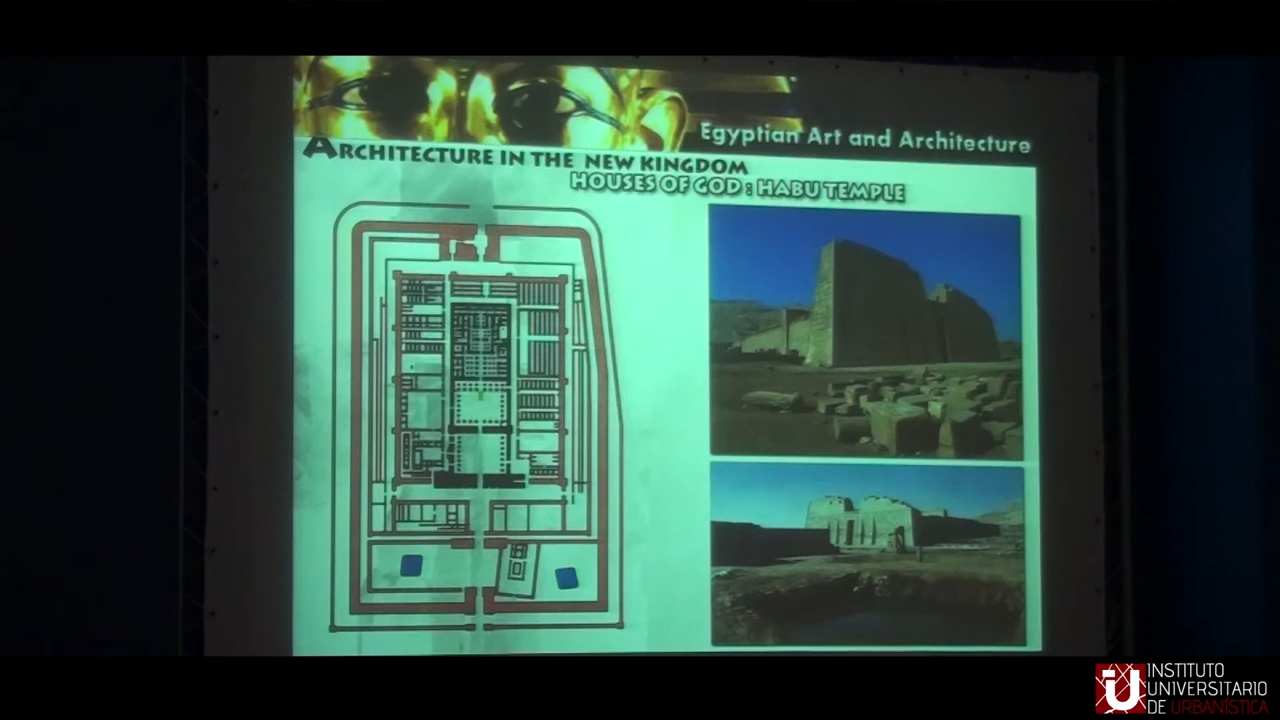 Egyptian Art and Architecture
ARCHITECTURE IN THE NEW KINGDOM
HOUSES OF GOD : HABU TEMPLE
INSTITUTO
UNIVERSITARIO
DE URBANÍSTICA